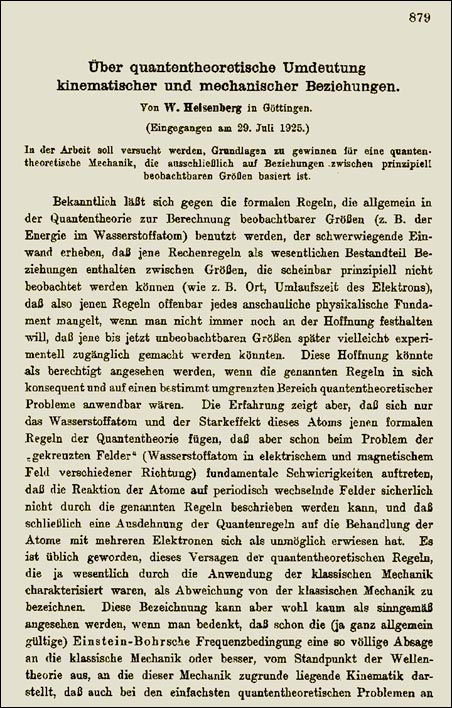 879
Über quantentheoretische Umdeutung
kinematischer und mechanischer Beziehungen.
Von W. Heisenberg in Göttingen.
(Eingegangen am 29. Juli 1925.)
In der Arbeit soll versucht werden, Grundlagen zu gewinnen für eine quanten-
theoretische Mechanik, die ausschließlich auf Beziehungen zwischen prinzipiell
beobachtbaren Größen basiert ist.
Bekanntlich läßt sich gegen die formalen Regeln, die allgemein in
der Quantentheorie zur Berechnung beobachtbarer Größen (z. B. der
Energie im Wasserstoffatom) benutzt werden, der schwerwiegende Ein-
wand erheben, daß jene Rechenregeln als wesentlichen Bestandteil Be-
ziehungen enthalten zwischen Größen, die scheinbar prinzipiell nicht
beobachtet werden können (wie z. B. Ort, Umlaufszeit des Elektrons),
daß also jenen Regeln offenbar jedes anschauliche physikalische Funda-
ment mangelt, wenn man nicht immer noch an der Hoffnung festhalten
will, daß jene bis jetzt unbeobachtbaren Größen später vielleicht experi-
mentell zugänglich gemacht werden könnten. Diese Hoffnung könnte
als berechtigt angesehen werden, wenn die genannten Regeln in sich
konsequent und auf einen bestimmt umgrenzten Bereich quantentheoretischer
Probleme anwendbar wären. Die Erfahrung zeigt aber, daß sich nur
das Wasserstoffatom und der Starkeffekt dieses Atoms jenen formalen
Regeln der Quantentheorie fügen, daß aber schon beim Problem der
„gekreuzten Felder“ (Wasserstoffatom in elektrischem und magnetischem
Feld verschiedener Richtung) fundamentale Schwierigkeiten auftreten,
daß die Reaktion der Atome auf periodisch wechselnde Felder sicherlich
nicht durch die genannten Regeln beschrieben werden kann, und daß
schließlich eine Ausdehnung der Quantenregeln auf die Behandlung der
Atome mit mehreren Elektronen sich als unmöglich erwiesen hat. Es
ist üblich geworden, dieses Versagen der quantentheoretischen Regeln,
die ja wesentlich durch die Anwendung der klassischen Mechanik
charakterisiert waren, als Abweichung von der klassischen Mechanik zu
bezeichnen. Diese Bezeichnung kann aber wohl kaum als sinngemäß
angesehen werden, wenn man bedenkt, daß schon die (ja ganz allgemein
gültige) Einstein-Bohrsche Frequenzbedingung eine so völlige Absage
an die klassische Mechanik oder besser, vom Standpunkt der Wellen-
theorie aus, an die dieser Mechanik zugrunde liegende Kinematik dar-
stellt, daß auch bei den einfachsten quantentheoretischen Problemen an